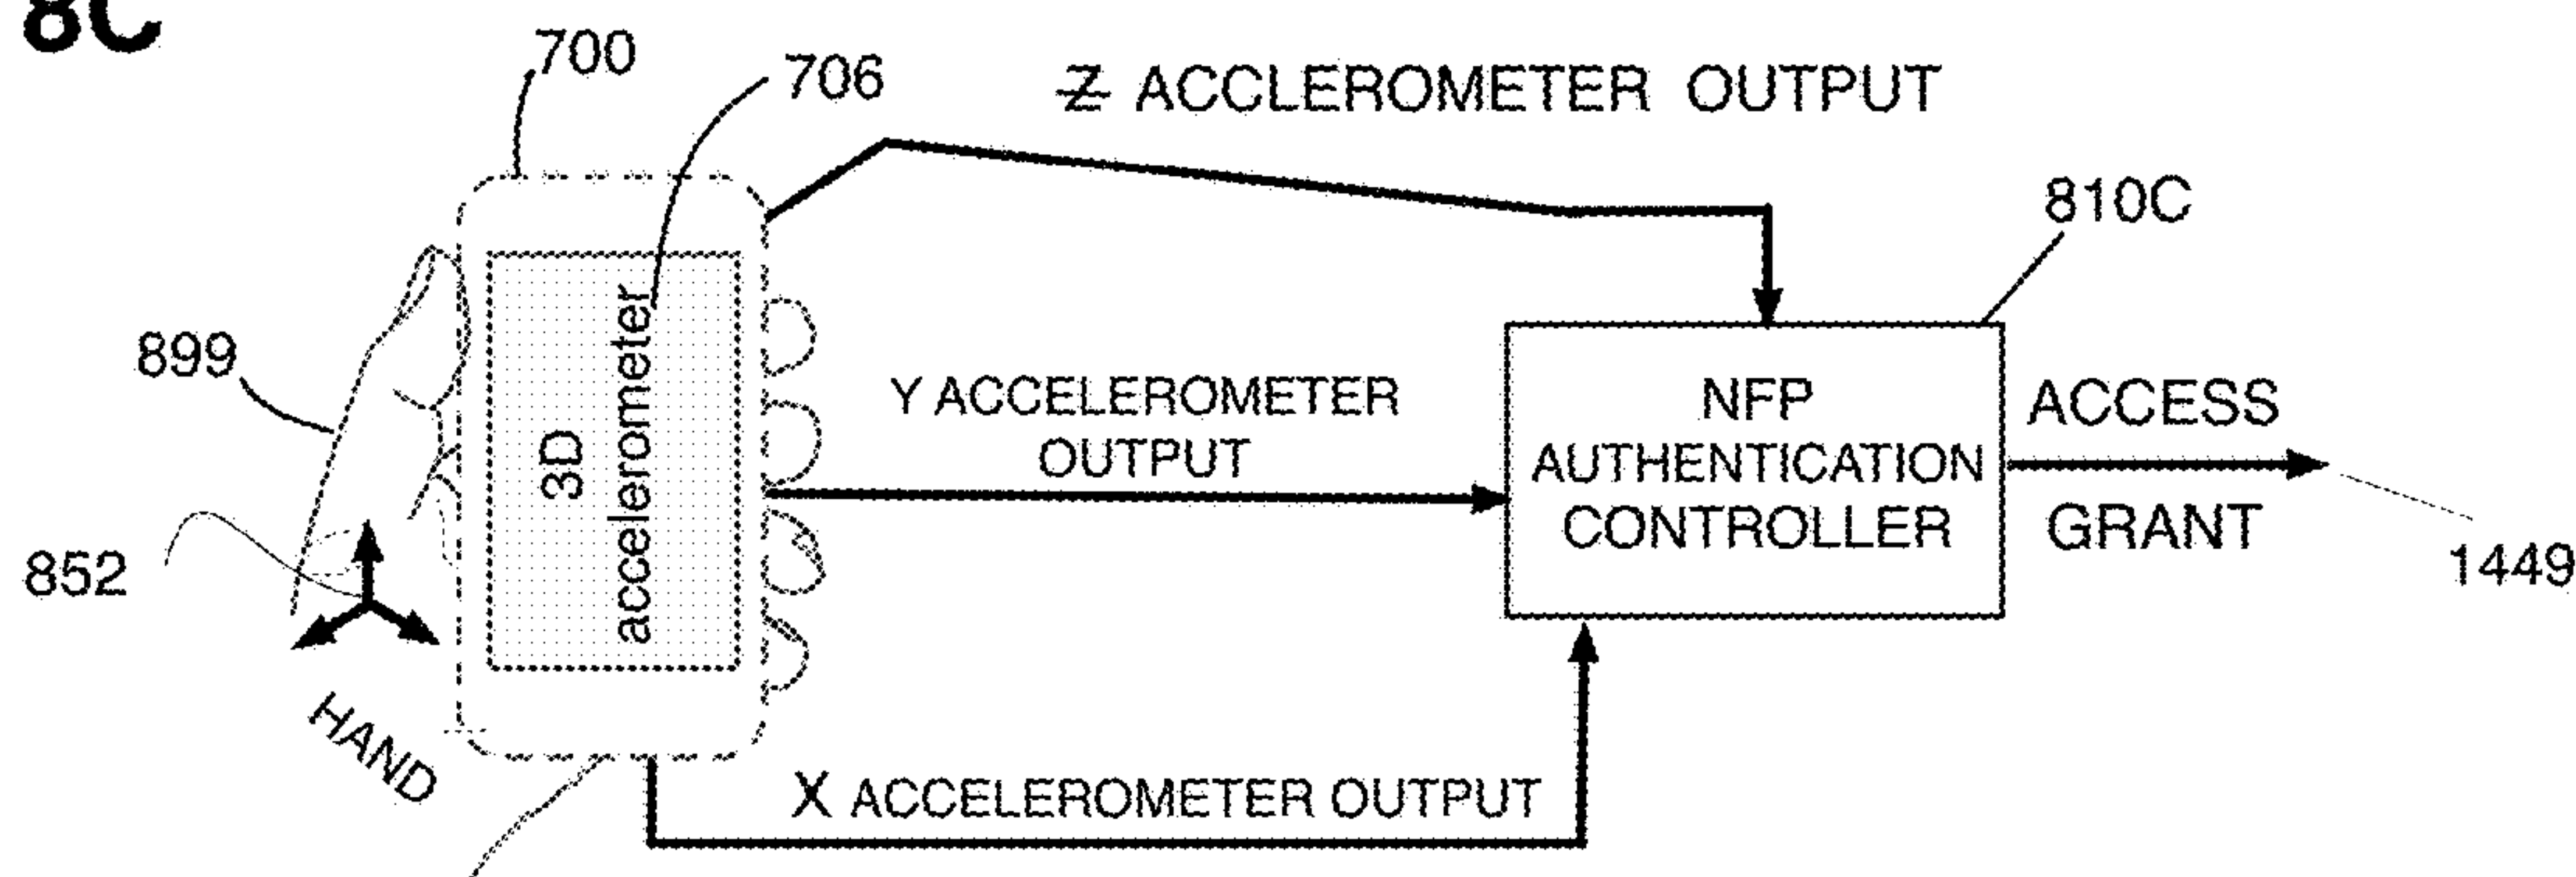 8C
700
706
Z ACCLEROMETER OUTPUT
810C
899
3D
accelerometer
Y ACCELEROMETER
OUTPUT
NFP
AUTHENTICATION
CONTROLLER
ACCESS
GRANT
852
1449
HAND
X ACCELEROMETER OUTPUT